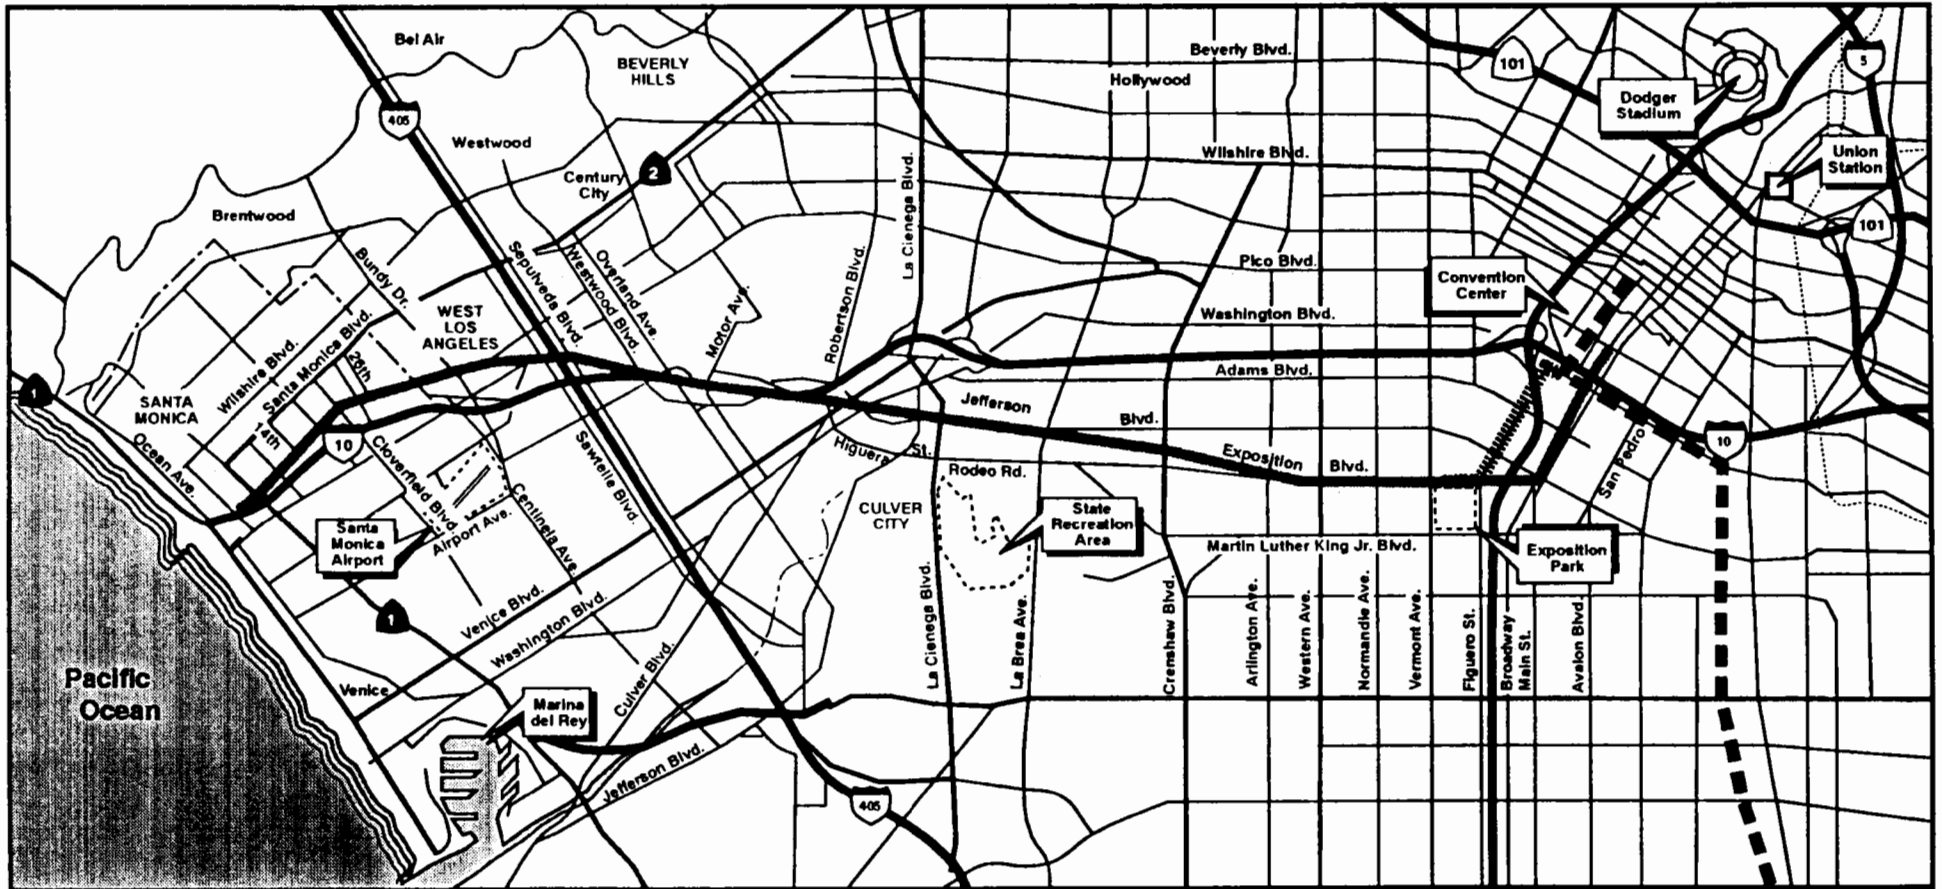 Bel Air
BEVERLY
HILLS
Beverly Blvd.
Hollywood
101
5
Dodger
Stadium
405
Westwood
Wilshire Blvd.
Union
Station
Century
City
2
La Cienega Blvd.
Brentwood
101
Bundy Dr.
Sepulveda Blvd.
Westwood Blvd.
Overland Ave.
Motor Ave.
Robertson Blvd.
Pico Blvd.
Convention
Center
WEST
LOS
ANGELES
Washington Blvd.
Wilshire Blvd.
Santa Monica Blvd.
26th
Adams Blvd.
1
SANTA
MONICA
14th
Ocean Ave.
10
Cloverfield Blvd.
Jefferson
Blvd.
Higuera
St.
Exposition
Blvd.
10
San Pedro
Rodeo Rd.
Sawtelle Blvd.
Centinela Ave.
Airport Ave.
Santa
Monica
Airport
CULVER
CITY
State
Recreation
Area
Martin Luther King Jr. Blvd.
Exposition
Park
1
Venice Blvd.
Washington Blvd.
Culver Blvd.
La Cienega Blvd.
La Brea Ave.
Crenshaw Blvd.
Arlington Ave.
Western Ave.
Normandie Ave.
Vermont Ave.
Figuero St.
Broadway
Main St.
Avalon Blvd.
Pacific
Ocean
Venice
Marina
del Rey
Jefferson Blvd.
405